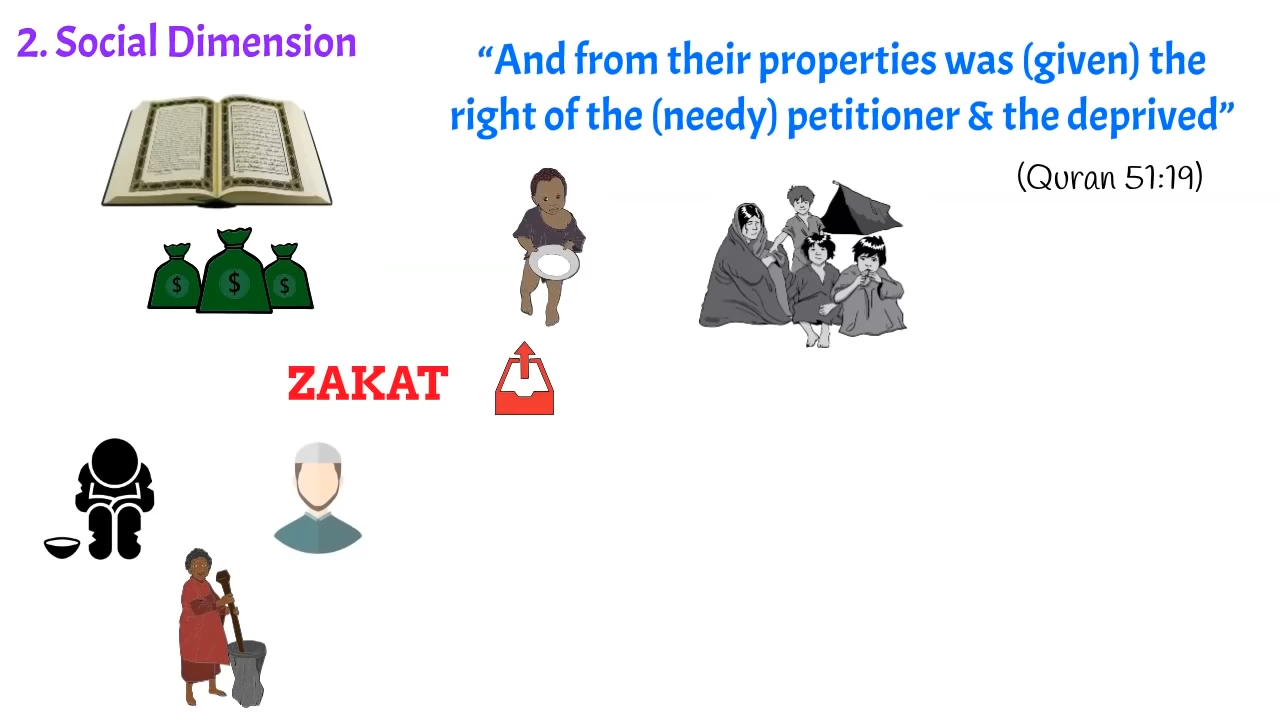 2. Social Dimension
“And from their properties was (given) the
right of the (needy) petitioner & the deprived”
(Quran 51:19)
$ $ $
ZAKAT